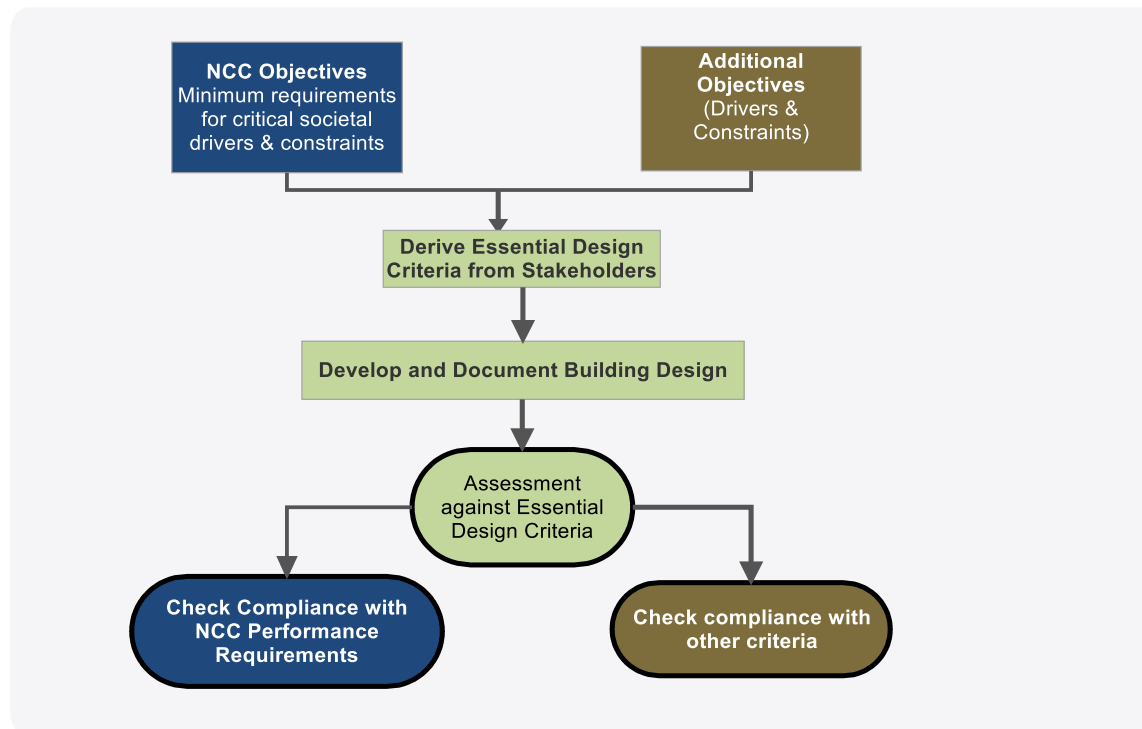 NCC Objectives
Minimum requirements
for critical societal
drivers & constraints
Additional
Objectives
(Drivers &
Constraints)
Derive Essential Design
Criteria from Stakeholders
Develop and Document Building Design
Assessment
against Essential
Design Criteria
Check Compliance with
NCC Performance
Requirements
Check compliance with
other criteria